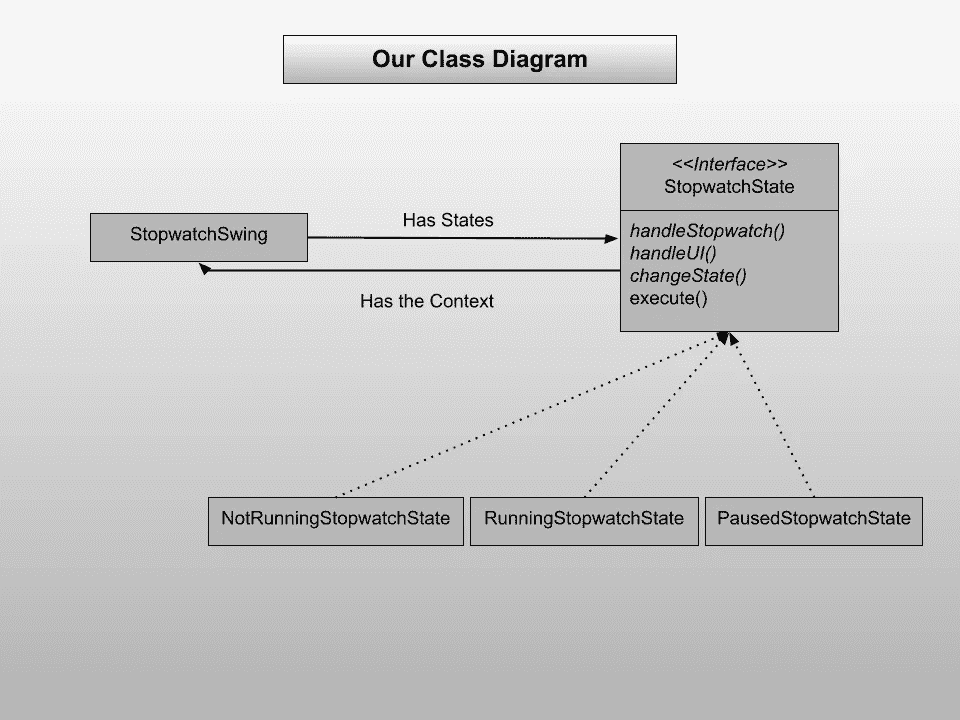 Our Class Diagram
<<Interface>>
StopwatchState
StopwatchSwing
Has States
handleStopwatch()
handleUI()
changeState()
execute()
Has the Context
NotRunningStopwatchState
RunningStopwatchState
PausedStopwatchState